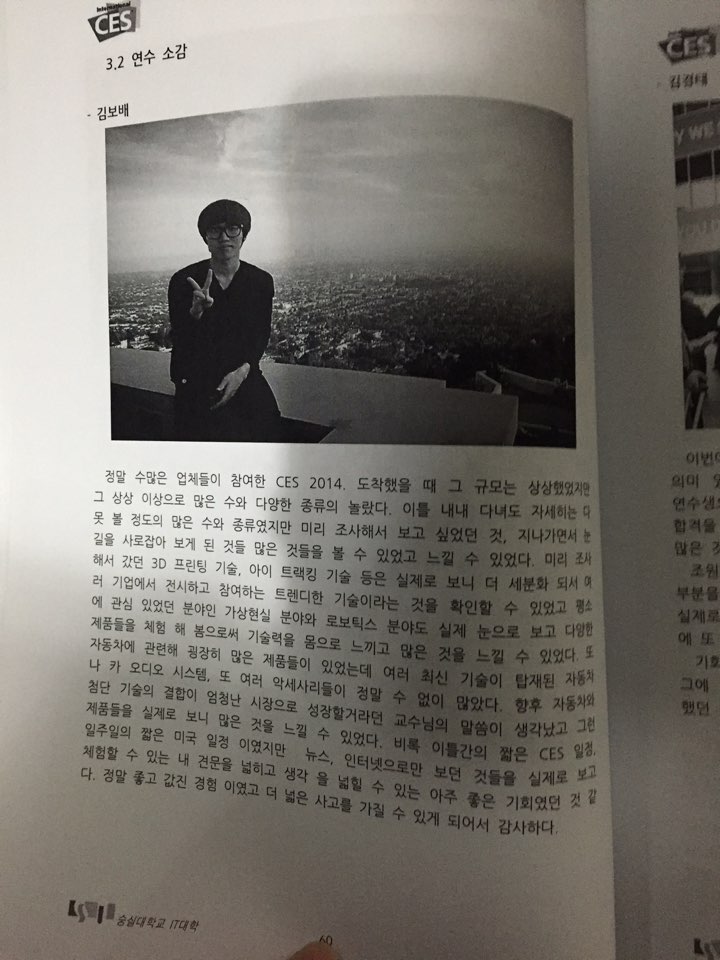 International
CES
3.2 연수 소감
- 김보배
정말 수많은 업체들이 참여한 CES 2014. 도착했을 때 그 규모는 상상했었지만
그 상상 이상으로 많은 수와 다양한 종류의 놀랐다. 이틀 내내 다녀도 자세히는 다
못 볼 정도의 많은 수와 종류였지만 미리 조사해서 보고 싶었던 것, 지나가면서 눈
길을 사로잡아 보게 된 것들 많은 것들을 볼 수 있었고 느낄 수 있었다. 미리 조사
해서 갔던 3D 프린팅 기술, 아이 트랙킹 기술 등은 실제로 보니 더 세분화 되서 여
러 기업에서 전시하고 참여하는 트렌디한 기술이라는 것을 확인할 수 있었고 평소
에 관심 있었던 분야인 가상현실 분야와 로보틱스 분야도 실제 눈으로 보고 다양한
제품들을 체험 해 봄으로써 기술력을 몸으로 느끼고 많은 것을 느낄 수 있었다. 또
자동차에 관련해 굉장히 많은 제품들이 있었는데 여러 최신 기술이 탑재된 자동차
나 카 오디오 시스템, 또 여러 악세사리들이 정말 수 없이 많았다. 향후 자동차와
첨단 기술의 결합이 엄청난 시장으로 성장할거라던 교수님의 말씀이 생각났고 그런
제품들을 실제로 보니 많은 것을 느낄 수 있었다. 비록 이틀간의 짧은 CES 일정,
일주일의 짧은 미국 일정 이였지만 뉴스, 인터넷으로만 보던 것들을 실제로 보고
체험할 수 있는 내 견문을 넓히고 생각 을 넓힐 수 있는 아주 좋은 기회였던 것 같
다. 정말 좋고 값진 경험 이였고 더 넓은 사고를 가질 수 있게 되어서 감사하다.
숭실대학교 IT대학
60
CES
- 김경태
Y WE
이번
의미
연수생
합격을
많은
조원
부분을
실제로
에 또
기회
그에
했던